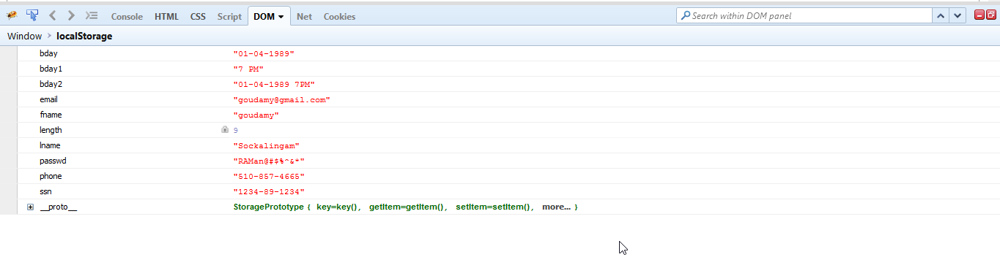 Console HTML CSS Script DOM Net Cookies Search within DOM panel
Window > localStorage
bday "01-04-1989"
bday1 "7 PM"
bday2 "01-04-1989 7PM"
email "goudamy@gmail.com"
fname "goudamy"
length 9
lname "Sockalingam"
passwd "RAMan@#$%^&*"
phone "510-857-4665"
ssn "1234-89-1234"
__proto__ StoragePrototype { key=key(), getItem=getItem(), setItem=setItem(), more... }